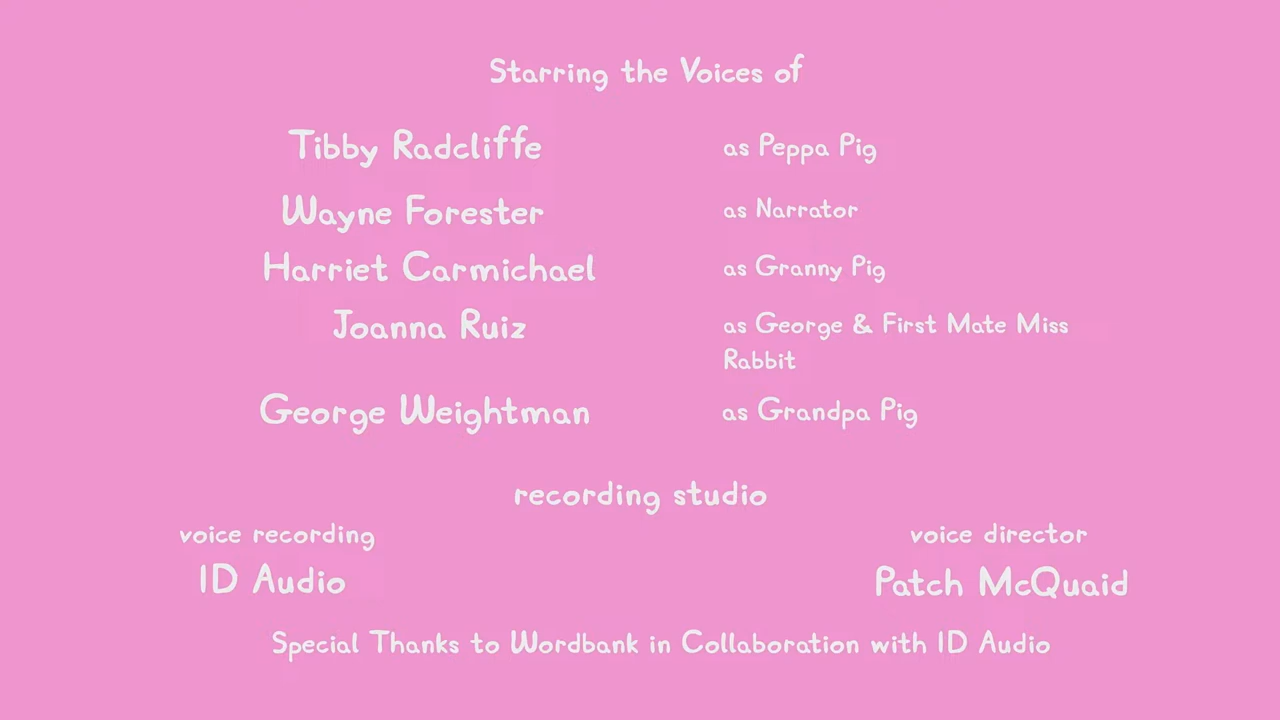 Starring the Voices of
Tibby Radcliffe as Peppa Pig
Wayne Forester as Narrator
Harriet Carmichael as Granny Pig
Joanna Ruiz as George & First Mate Miss
Rabbit
George Weightman as Grandpa Pig
recording studio
voice recording voice director
ID Audio Patch McQuaid
Special Thanks to Wordbank in Collaboration with ID Audio